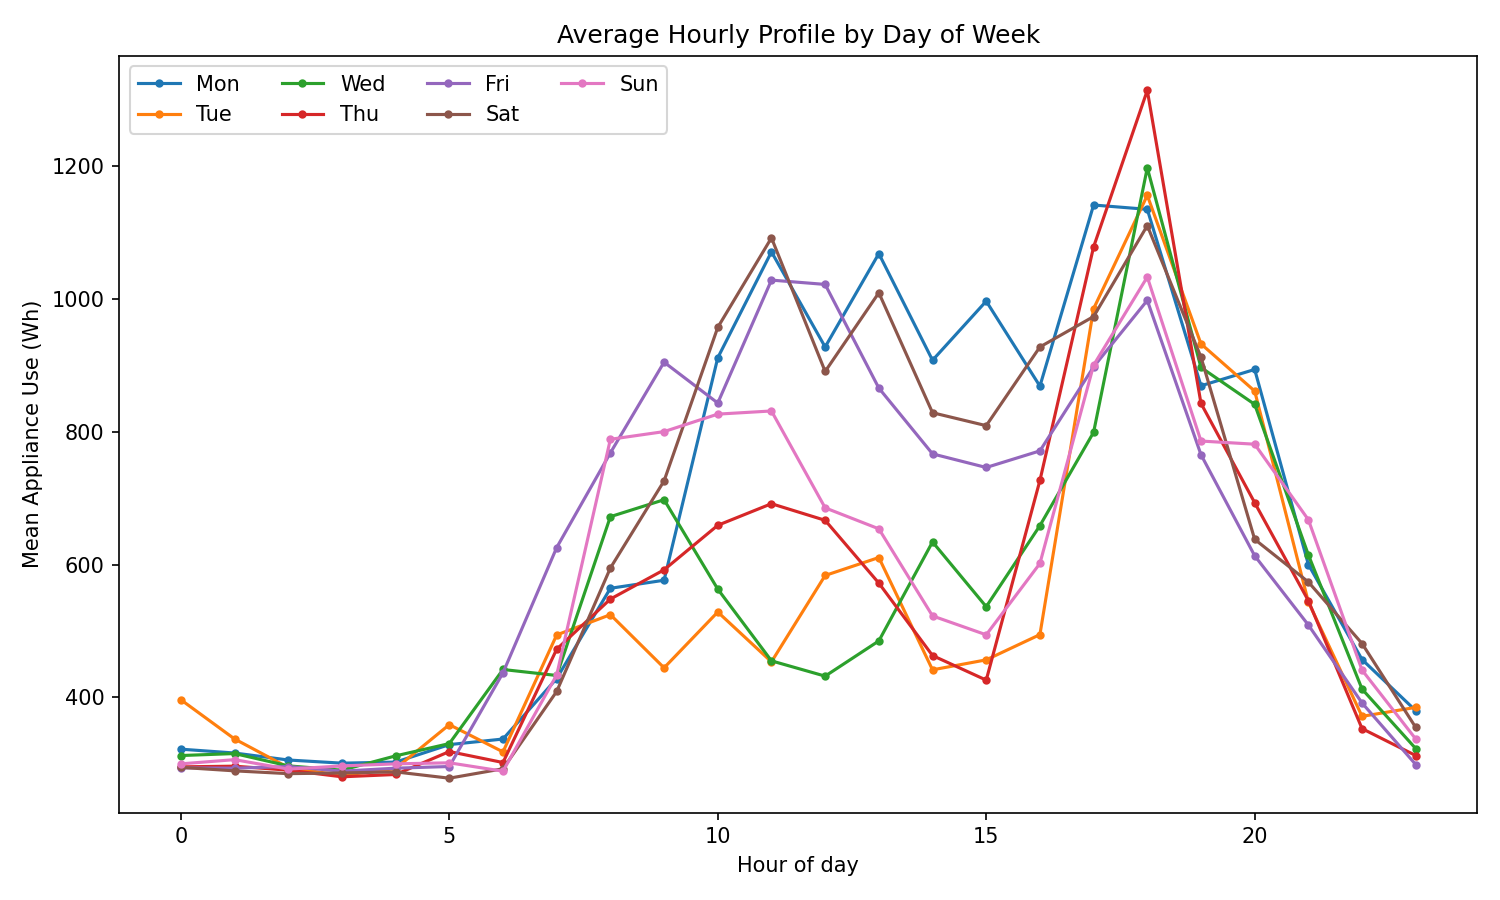 Average Hourly Profile by Day of Week
Mon Wed Fri Sun
Tue Thu Sat
1200
1000
800
600
400
Mean Appliance Use (Wh)
0 5 10 15 20
Hour of day